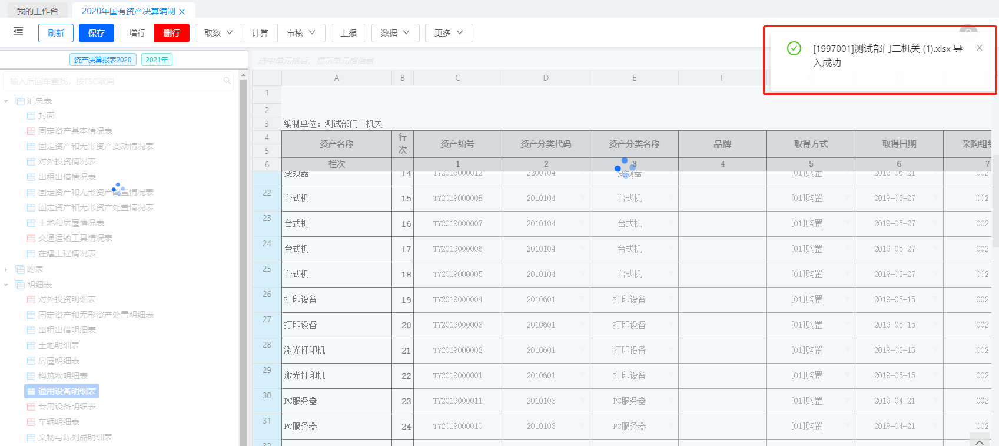 我的工作台
2020年国有资产决算编制
刷新 保存 增行 删行 取数 计算 审核 上报 数据 更多
[1997001]测试部门二机关 (1).xlsx 导
入成功
资产决算报表2020 2021年
选中单元格后，显示单元格信息
输入后回车查找，按ESC取消
汇总表
封面
固定资产基本情况表
固定资产和无形资产变动情况表
对外投资情况表
出租出借情况表
固定资产和无形资产配置情况表
固定资产和无形资产处置情况表
土地和房屋情况表
交通运输工具情况表
在建工程情况表
附表
明细表
对外投资明细表
固定资产和无形资产处置明细表
出租出借明细表
土地明细表
房屋明细表
构筑物明细表
通用设备明细表
专用设备明细表
车辆明细表
文物与陈列品明细表
A B C D E F
1
2
3 编制单位：测试部门二机关
4 资产名称 行次 资产编号 资产分类代码 资产分类名称 品牌 取得方式 取得日期 采购组织
5
6 栏次 1 2 3 4 5 6 7
变频器 14 TY2019000012 2200704 变频器 [01]购置 2019-06-21 002
22 台式机 15 TY2019000008 2010104 台式机 [01]购置 2019-05-27 002
23 台式机 16 TY2019000007 2010104 台式机 [01]购置 2019-05-27 002
24 台式机 17 TY2019000006 2010104 台式机 [01]购置 2019-05-27 002
25 台式机 18 TY2019000005 2010104 台式机 [01]购置 2019-05-27 002
26 打印设备 19 TY2019000004 2010601 打印设备 [01]购置 2019-05-15 002
27 打印设备 20 TY2019000003 2010601 打印设备 [01]购置 2019-05-15 002
28 激光打印机 21 TY2019000002 2010601 打印设备 [01]购置 2019-05-15 002
29 激光打印机 22 TY2019000001 2010601 打印设备 [01]购置 2019-05-15 002
30 PC服务器 23 TY2019000011 2010103 PC服务器 [01]购置 2019-04-21 002
31 PC服务器 24 TY2019000010 2010103 PC服务器 [01]购置 2019-04-21 002
32